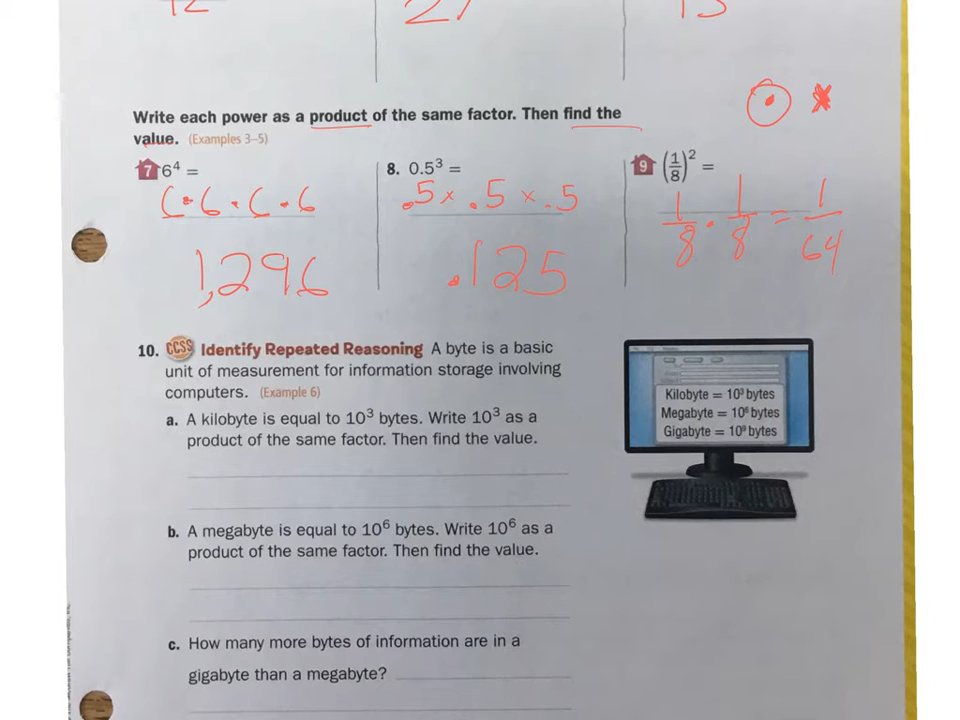 12 27 13
Write each power as a product of the same factor. Then find the
value. (Examples 3–5)
7 6⁴ =
6 · 6 · 6 · 6
1,296
8. 0.5³ =
.5 × .5 × .5
.125
9 (1/8)² =
1/8 · 1/8 = 1/64
10. CCSS Identify Repeated Reasoning A byte is a basic
unit of measurement for information storage involving
computers. (Example 6)
a. A kilobyte is equal to 10³ bytes. Write 10³ as a
product of the same factor. Then find the value.
b. A megabyte is equal to 10⁶ bytes. Write 10⁶ as a
product of the same factor. Then find the value.
c. How many more bytes of information are in a
gigabyte than a megabyte?
Kilobyte = 10³ bytes
Megabyte = 10⁶ bytes
Gigabyte = 10⁹ bytes